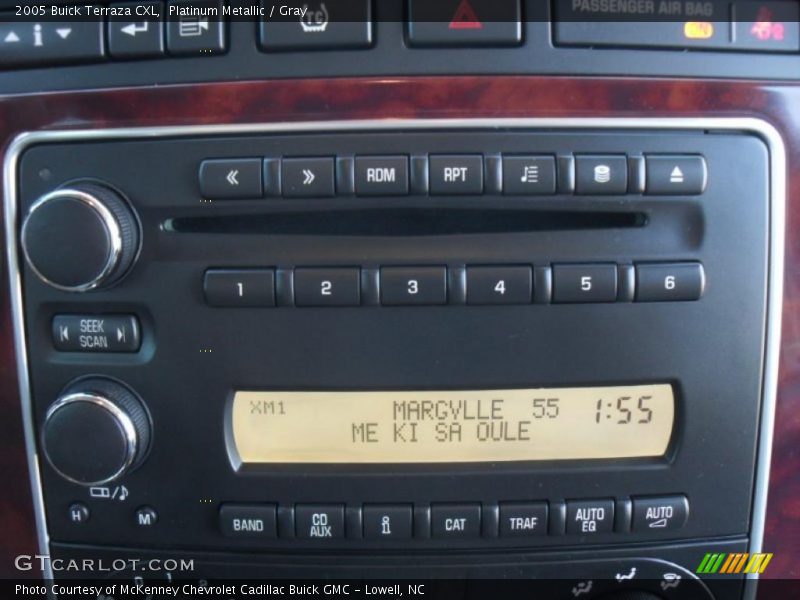 2005 Buick Terraza CXL, Platinum Metallic / Gray
TC
PASSENGER AIR BAG
ON
RDM RPT
1 2 3 4 5 6
SEEK
SCAN
XM1 MARGVLLE 55 1:55
ME KI SA OULE
H M
BAND CD AUX i CAT TRAF AUTO EQ AUTO
GTCARLOT.COM
Photo Courtesy of McKenney Chevrolet Cadillac Buick GMC - Lowell, NC